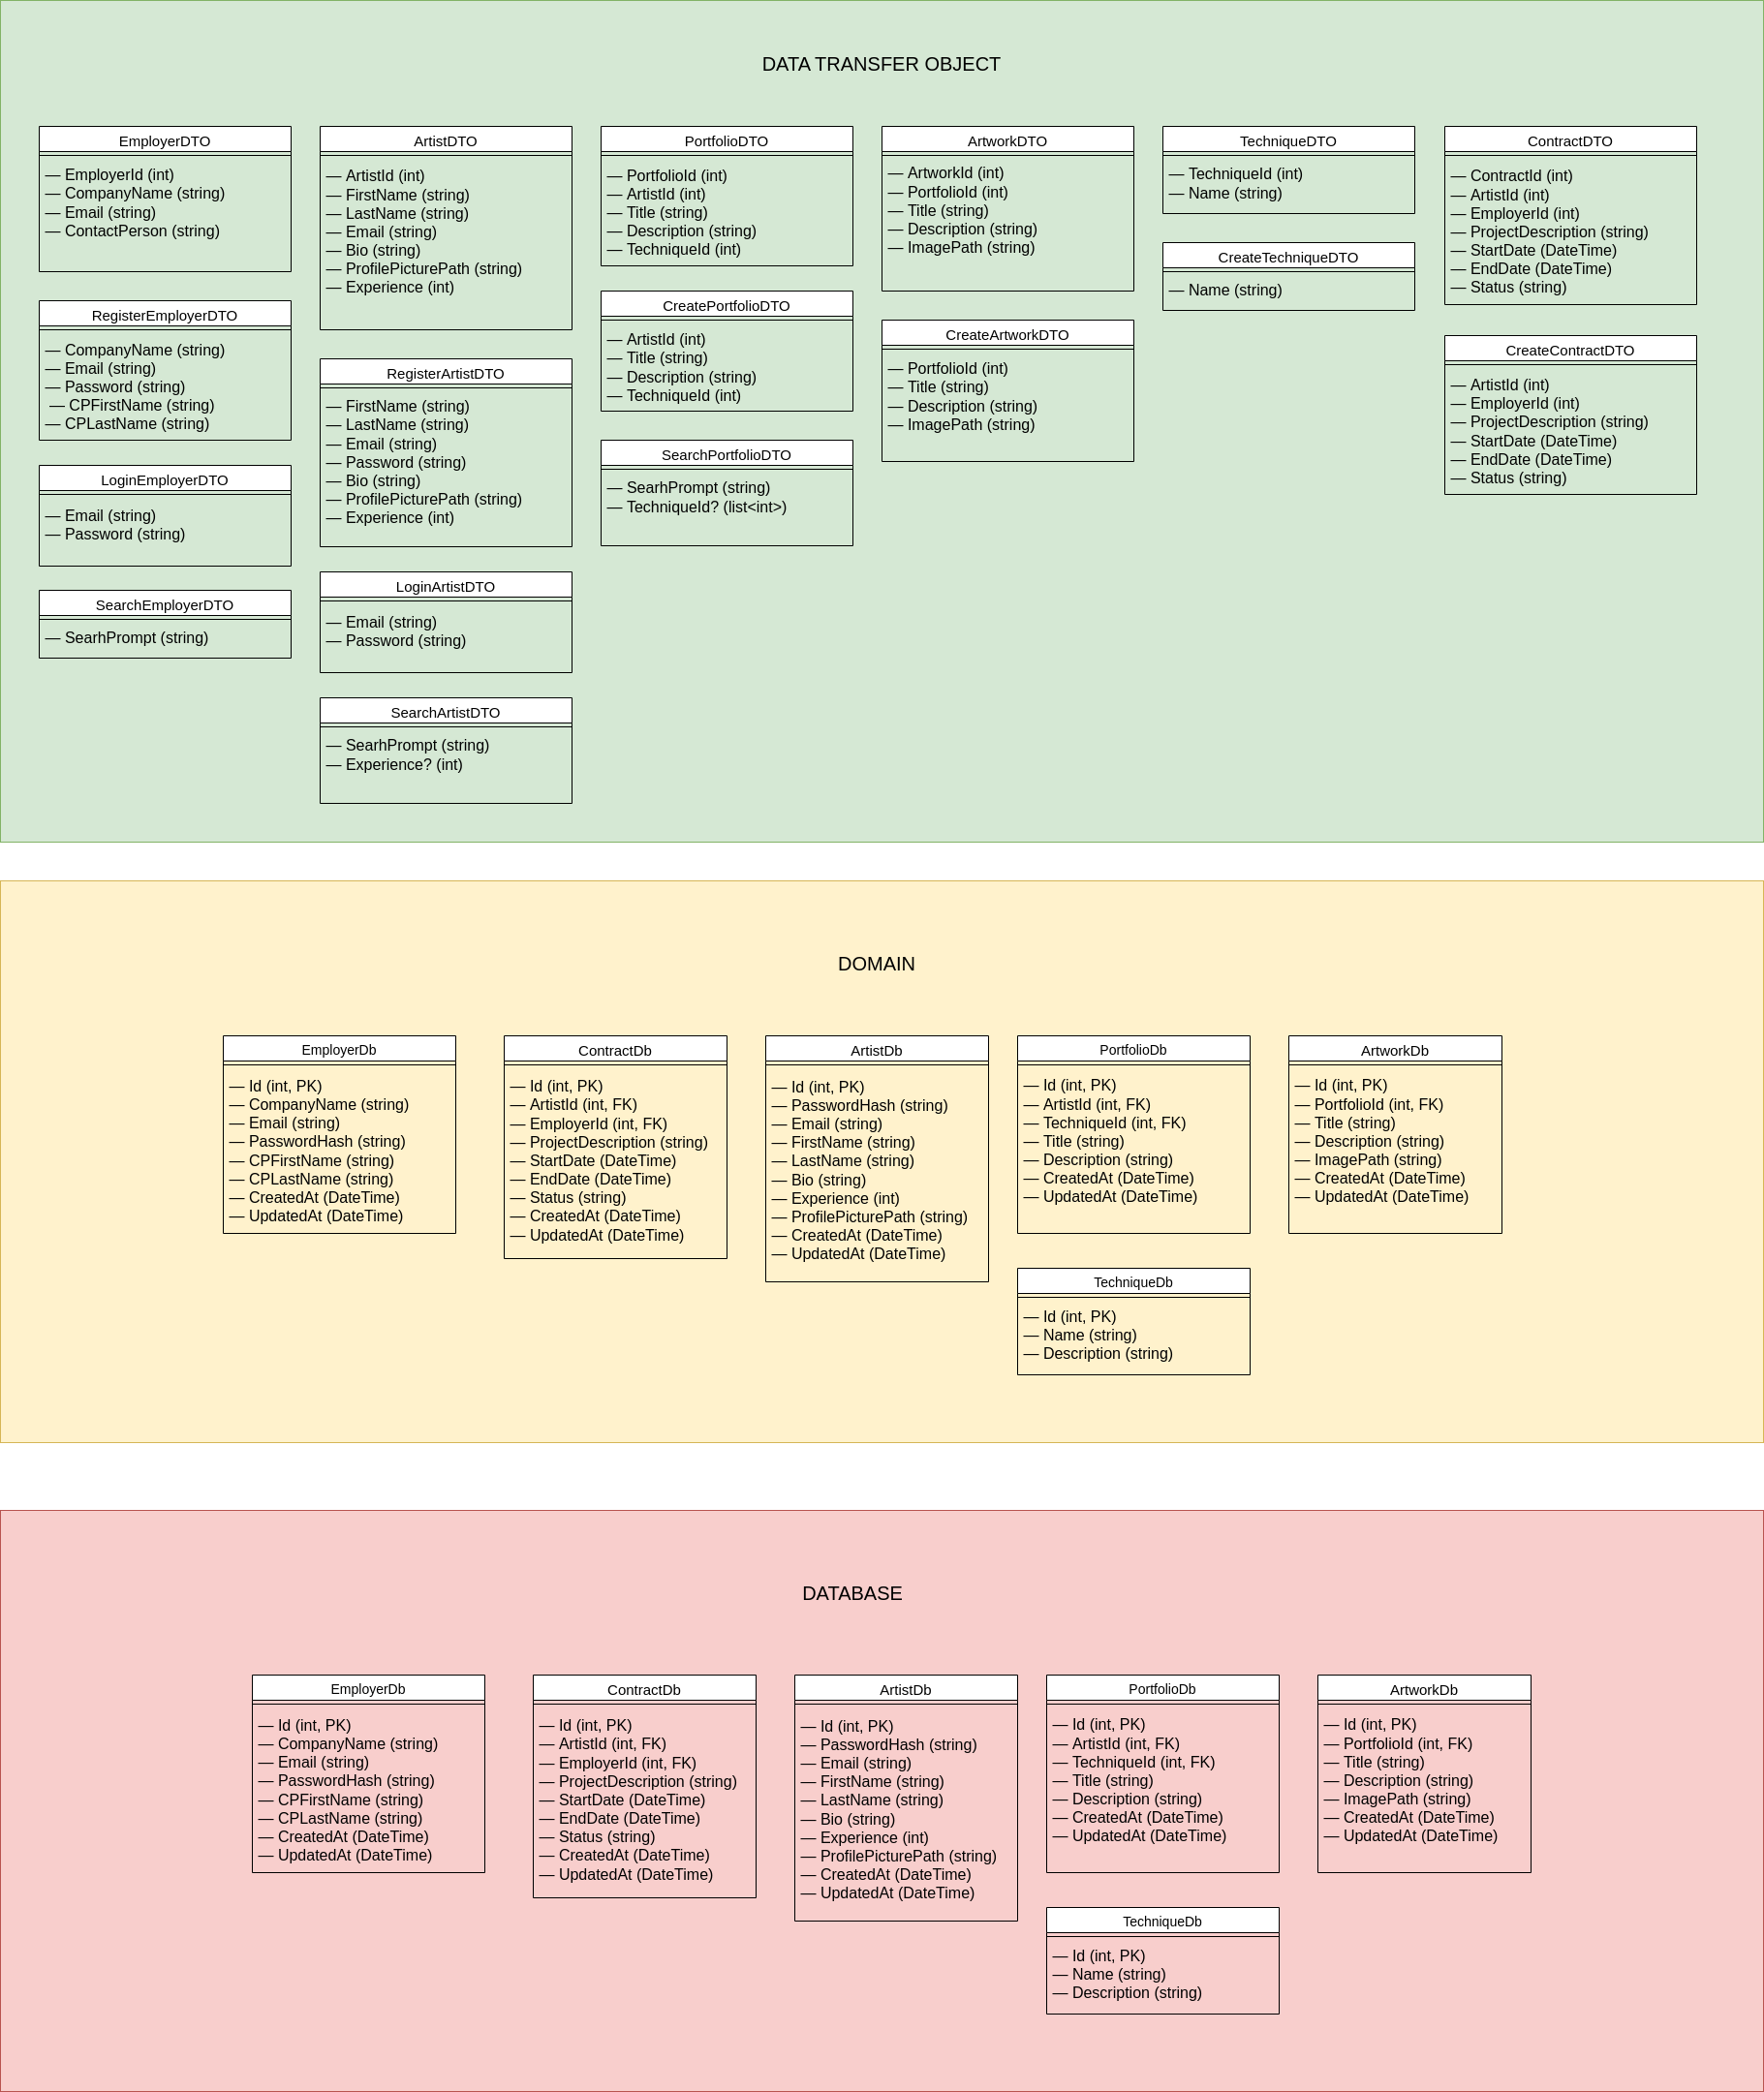 DATA TRANSFER OBJECT
EmployerDTO
— EmployerId (int)
— CompanyName (string)
— Email (string)
— ContactPerson (string)
RegisterEmployerDTO
— CompanyName (string)
— Email (string)
— Password (string)
— CPFirstName (string)
— CPLastName (string)
LoginEmployerDTO
— Email (string)
— Password (string)
SearchEmployerDTO
— SearhPrompt (string)
ArtistDTO
— ArtistId (int)
— FirstName (string)
— LastName (string)
— Email (string)
— Bio (string)
— ProfilePicturePath (string)
— Experience (int)
RegisterArtistDTO
— FirstName (string)
— LastName (string)
— Email (string)
— Password (string)
— Bio (string)
— ProfilePicturePath (string)
— Experience (int)
LoginArtistDTO
— Email (string)
— Password (string)
SearchArtistDTO
— SearhPrompt (string)
— Experience? (int)
PortfolioDTO
— PortfolioId (int)
— ArtistId (int)
— Title (string)
— Description (string)
— TechniqueId (int)
CreatePortfolioDTO
— ArtistId (int)
— Title (string)
— Description (string)
— TechniqueId (int)
SearchPortfolioDTO
— SearhPrompt (string)
— TechniqueId? (list<int>)
ArtworkDTO
— ArtworkId (int)
— PortfolioId (int)
— Title (string)
— Description (string)
— ImagePath (string)
CreateArtworkDTO
— PortfolioId (int)
— Title (string)
— Description (string)
— ImagePath (string)
TechniqueDTO
— TechniqueId (int)
— Name (string)
CreateTechniqueDTO
— Name (string)
ContractDTO
— ContractId (int)
— ArtistId (int)
— EmployerId (int)
— ProjectDescription (string)
— StartDate (DateTime)
— EndDate (DateTime)
— Status (string)
CreateContractDTO
— ArtistId (int)
— EmployerId (int)
— ProjectDescription (string)
— StartDate (DateTime)
— EndDate (DateTime)
— Status (string)
DOMAIN
EmployerDb
— Id (int, PK)
— CompanyName (string)
— Email (string)
— PasswordHash (string)
— CPFirstName (string)
— CPLastName (string)
— CreatedAt (DateTime)
— UpdatedAt (DateTime)
ContractDb
— Id (int, PK)
— ArtistId (int, FK)
— EmployerId (int, FK)
— ProjectDescription (string)
— StartDate (DateTime)
— EndDate (DateTime)
— Status (string)
— CreatedAt (DateTime)
— UpdatedAt (DateTime)
ArtistDb
— Id (int, PK)
— PasswordHash (string)
— Email (string)
— FirstName (string)
— LastName (string)
— Bio (string)
— Experience (int)
— ProfilePicturePath (string)
— CreatedAt (DateTime)
— UpdatedAt (DateTime)
PortfolioDb
— Id (int, PK)
— ArtistId (int, FK)
— TechniqueId (int, FK)
— Title (string)
— Description (string)
— CreatedAt (DateTime)
— UpdatedAt (DateTime)
TechniqueDb
— Id (int, PK)
— Name (string)
— Description (string)
ArtworkDb
— Id (int, PK)
— PortfolioId (int, FK)
— Title (string)
— Description (string)
— ImagePath (string)
— CreatedAt (DateTime)
— UpdatedAt (DateTime)
DATABASE
EmployerDb
— Id (int, PK)
— CompanyName (string)
— Email (string)
— PasswordHash (string)
— CPFirstName (string)
— CPLastName (string)
— CreatedAt (DateTime)
— UpdatedAt (DateTime)
ContractDb
— Id (int, PK)
— ArtistId (int, FK)
— EmployerId (int, FK)
— ProjectDescription (string)
— StartDate (DateTime)
— EndDate (DateTime)
— Status (string)
— CreatedAt (DateTime)
— UpdatedAt (DateTime)
ArtistDb
— Id (int, PK)
— PasswordHash (string)
— Email (string)
— FirstName (string)
— LastName (string)
— Bio (string)
— Experience (int)
— ProfilePicturePath (string)
— CreatedAt (DateTime)
— UpdatedAt (DateTime)
PortfolioDb
— Id (int, PK)
— ArtistId (int, FK)
— TechniqueId (int, FK)
— Title (string)
— Description (string)
— CreatedAt (DateTime)
— UpdatedAt (DateTime)
TechniqueDb
— Id (int, PK)
— Name (string)
— Description (string)
ArtworkDb
— Id (int, PK)
— PortfolioId (int, FK)
— Title (string)
— Description (string)
— ImagePath (string)
— CreatedAt (DateTime)
— UpdatedAt (DateTime)